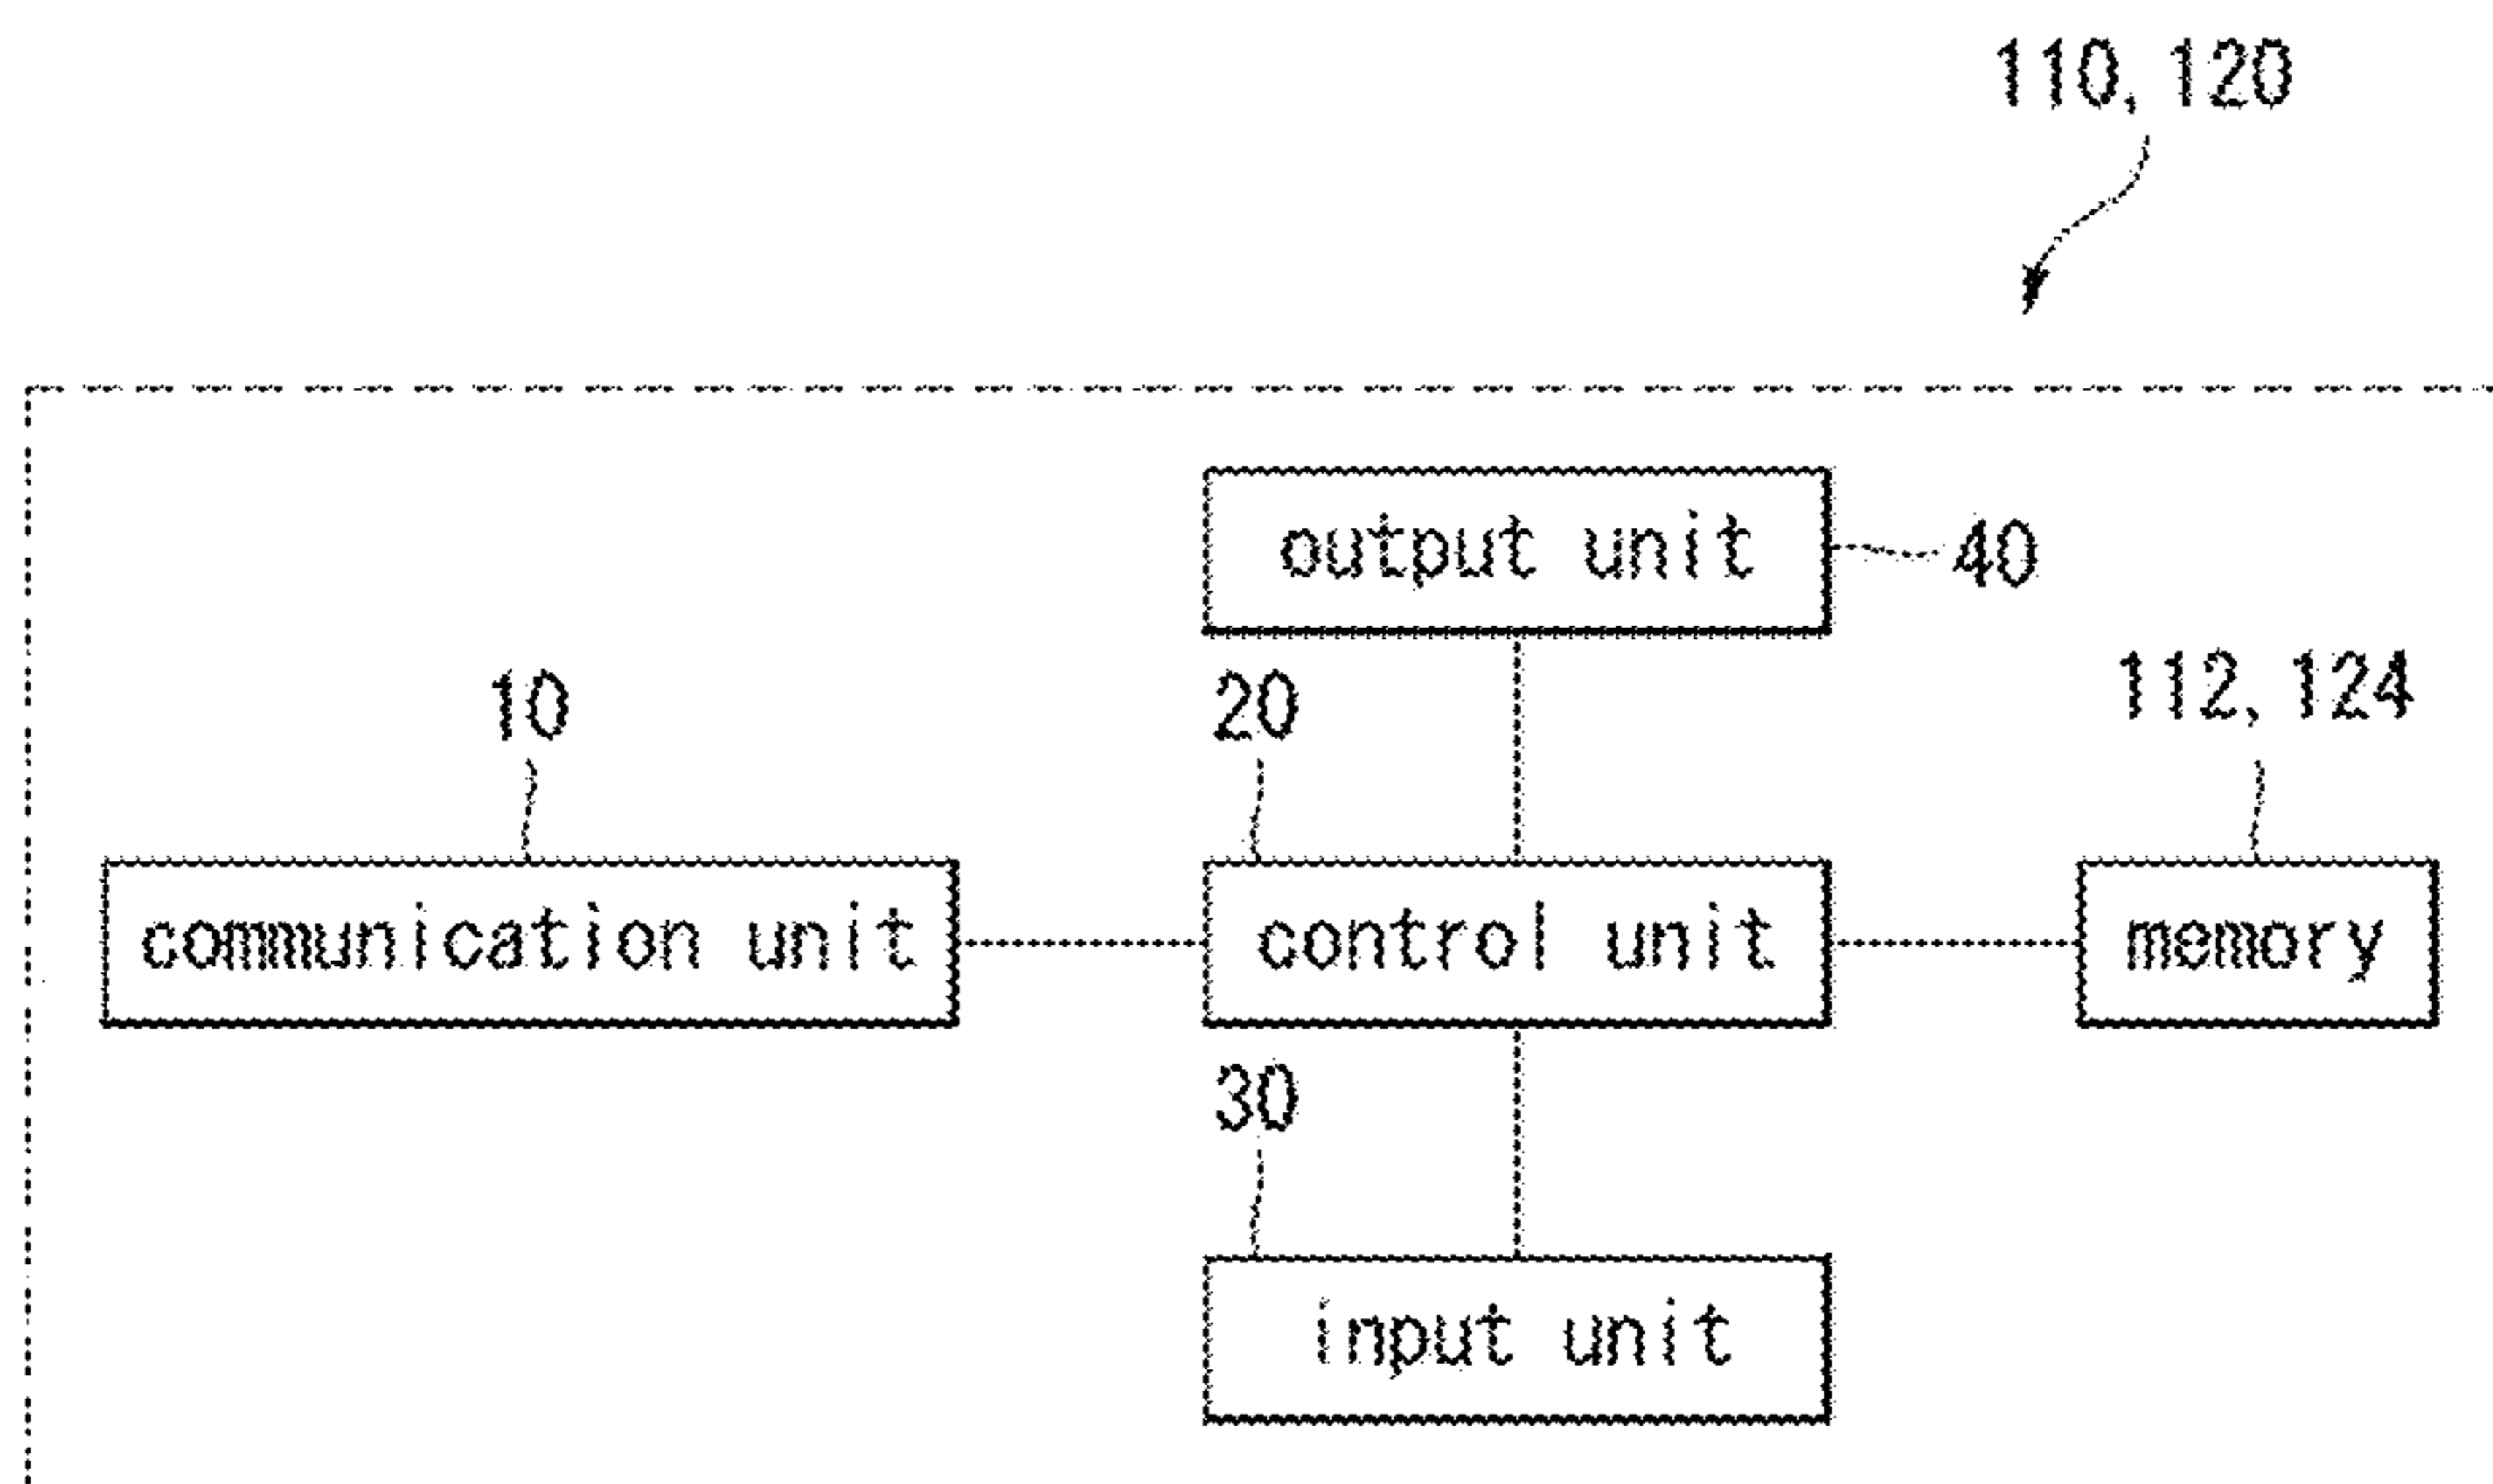 110, 120
output unit
40
10
20
112, 124
communication unit
control unit
memory
30
input unit